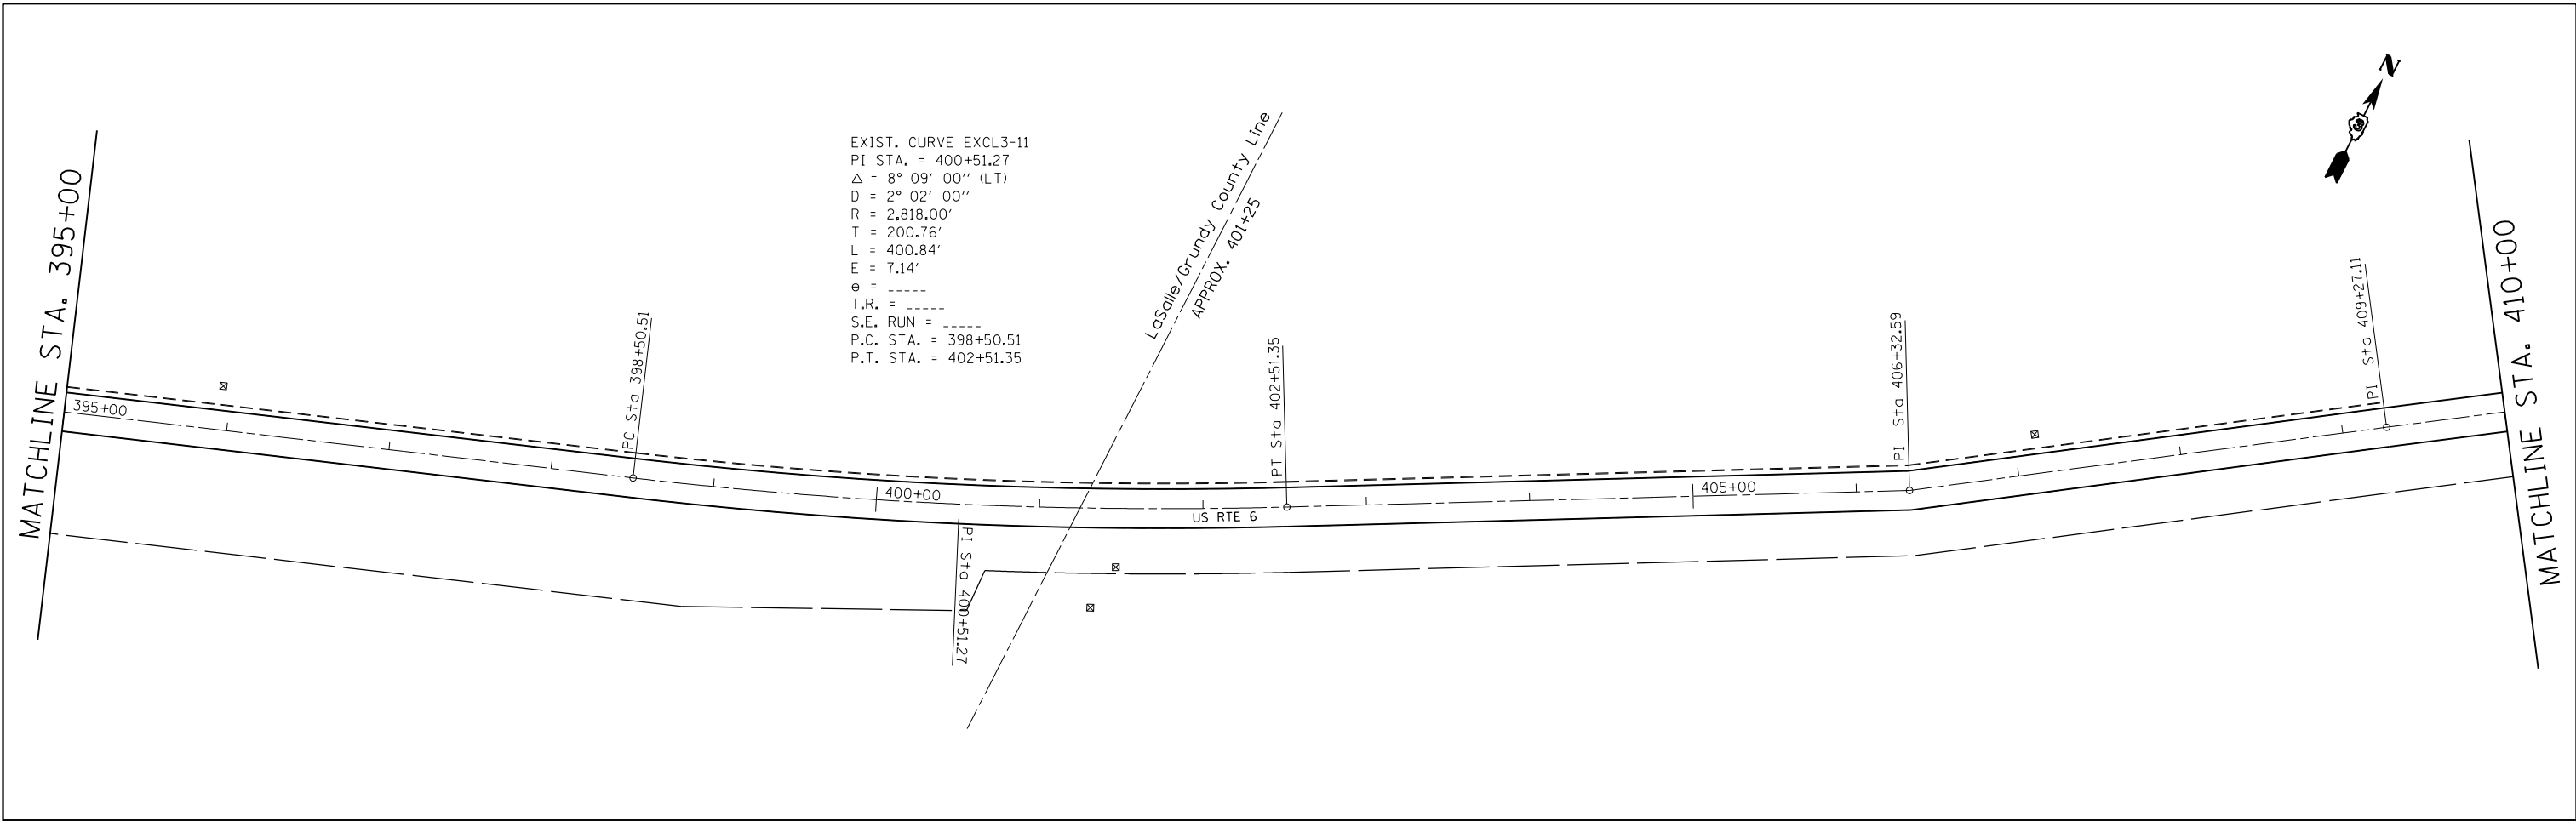 MATCHLINE STA. 395+00
395+00
PC Sta 398+50.51
EXIST. CURVE EXCL3-11
PI STA. = 400+51.27
△ = 8° 09' 00'' (LT)
D = 2° 02' 00''
R = 2,818.00'
T = 200.76'
L = 400.84'
E = 7.14'
e = _____
T.R. = _____
S.E. RUN = _____
P.C. STA. = 398+50.51
P.T. STA. = 402+51.35
400+00
PI Sta 400+51.27
LaSalle/Grundy County Line
APPROX. 401+25
US RTE 6
PT Sta 402+51.35
405+00
PI Sta 406+32.59
PI Sta 409+27.11
N
3
MATCHLINE STA. 410+00